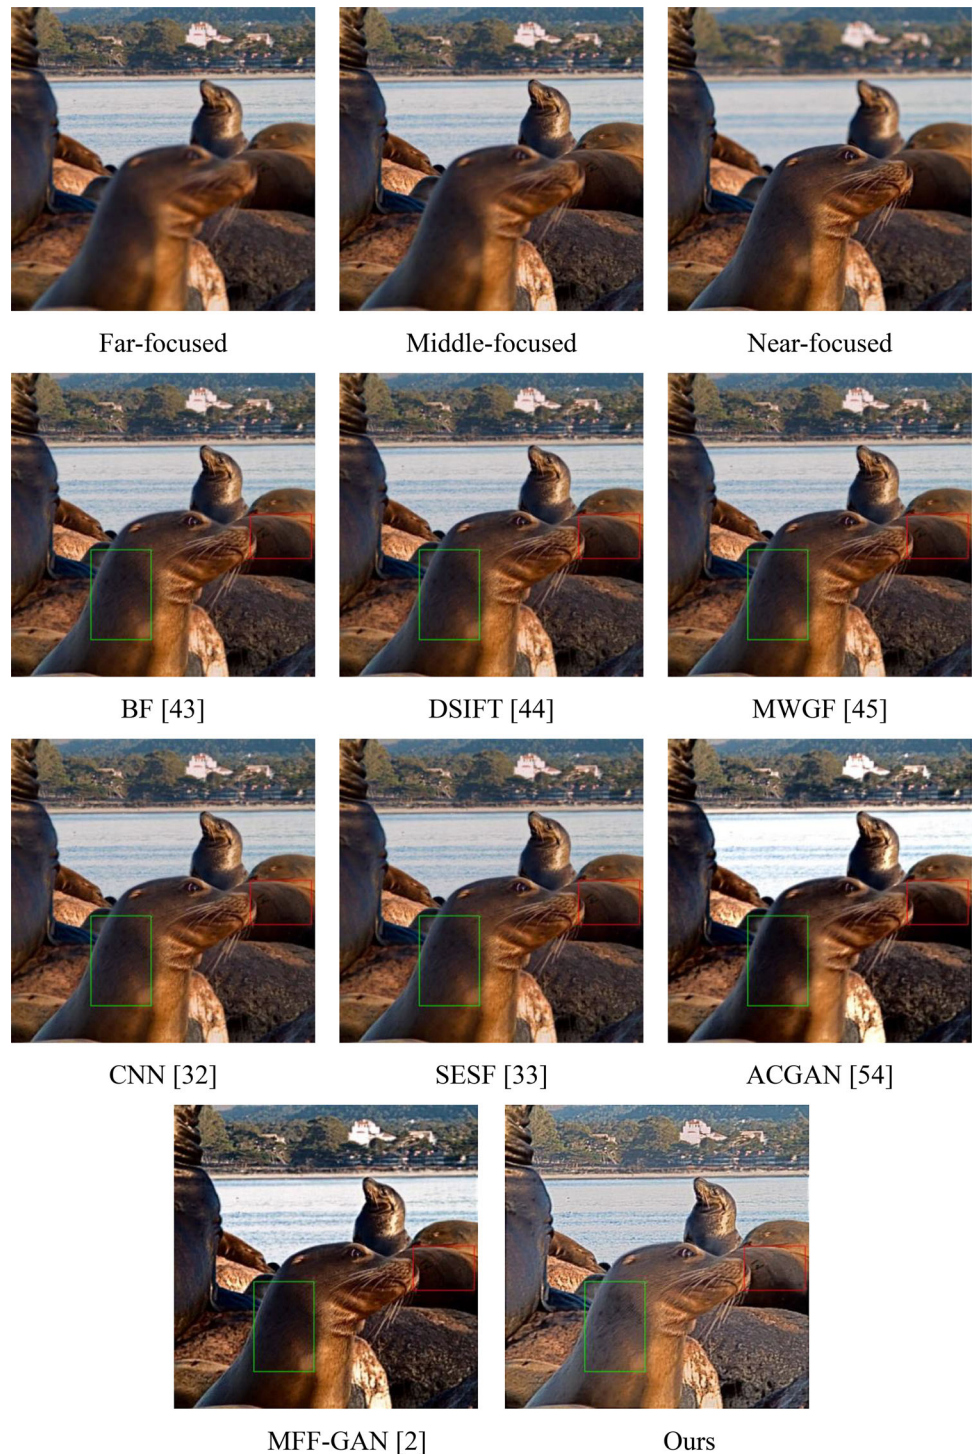 Far-focused Middle-focused Near-focused
BF [43] DSIFT [44] MWGF [45]
CNN [32] SESF [33] ACGAN [54]
MFF-GAN [2] Ours